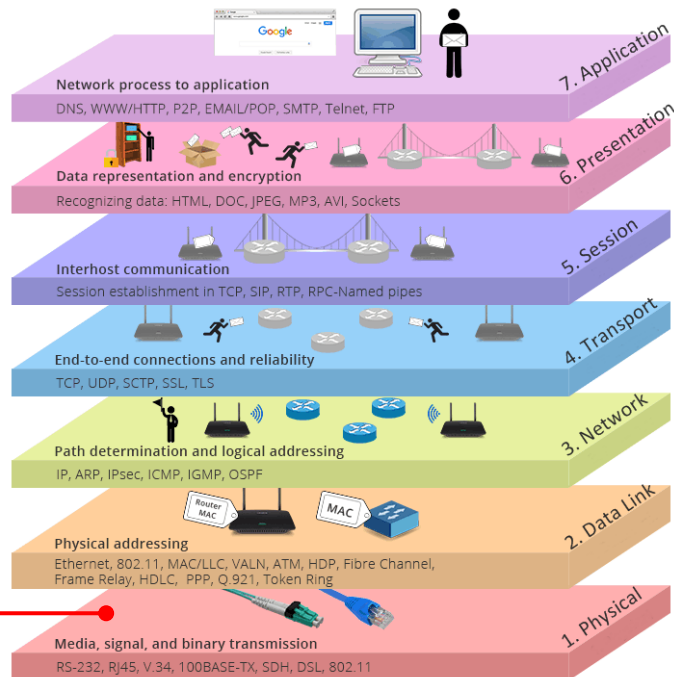 Google
7. Application
Network process to application
DNS, WWW/HTTP, P2P, EMAIL/POP, SMTP, Telnet, FTP
6. Presentation
Data representation and encryption
Recognizing data: HTML, DOC, JPEG, MP3, AVI, Sockets
5. Session
Interhost communication
Session establishment in TCP, SIP, RTP, RPC-Named pipes
4. Transport
End-to-end connections and reliability
TCP, UDP, SCTP, SSL, TLS
3. Network
Path determination and logical addressing
IP, ARP, IPsec, ICMP, IGMP, OSPF
Router
MAC
MAC
2. Data Link
Physical addressing
Ethernet, 802.11, MAC/LLC, VALN, ATM, HDP, Fibre Channel,
Frame Relay, HDLC, PPP, Q.921, Token Ring
1. Physical
Media, signal, and binary transmission
RS-232, RJ45, V.34, 100BASE-TX, SDH, DSL, 802.11